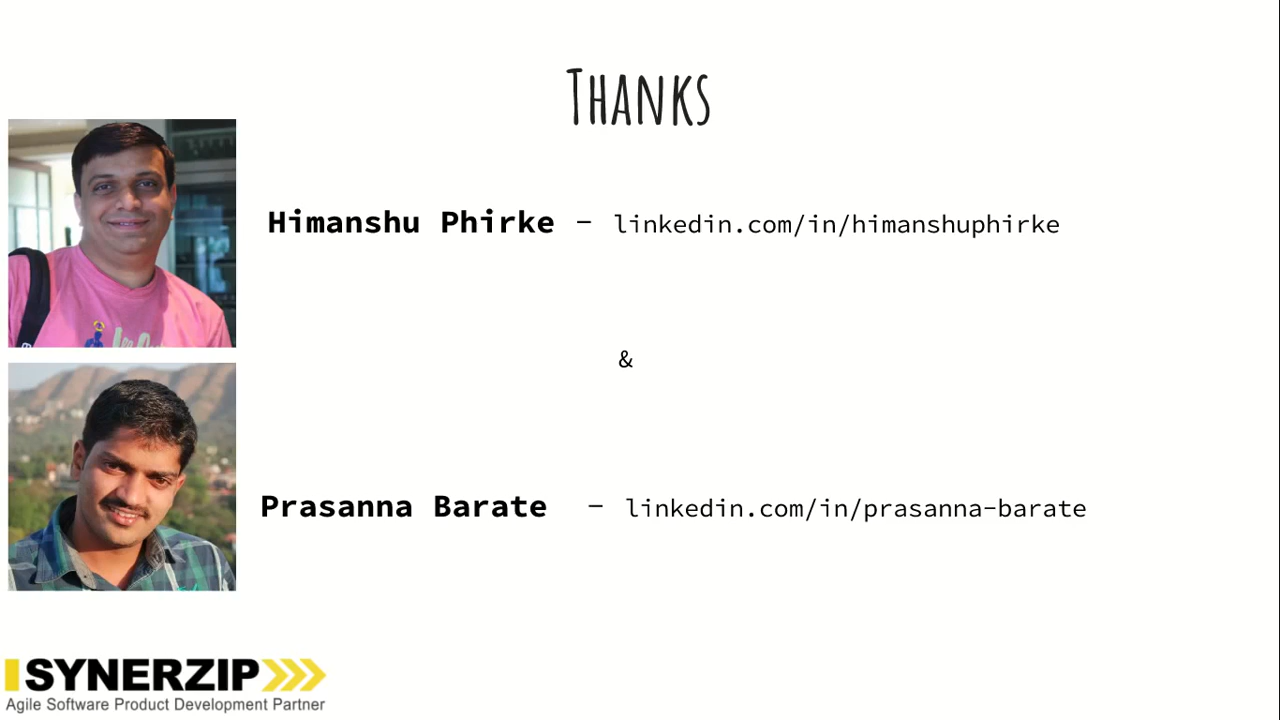 THANKS
Himanshu Phirke - linkedin.com/in/himanshuphirke
&
Prasanna Barate - linkedin.com/in/prasanna-barate
SYNERZIP
Agile Software Product Development Partner